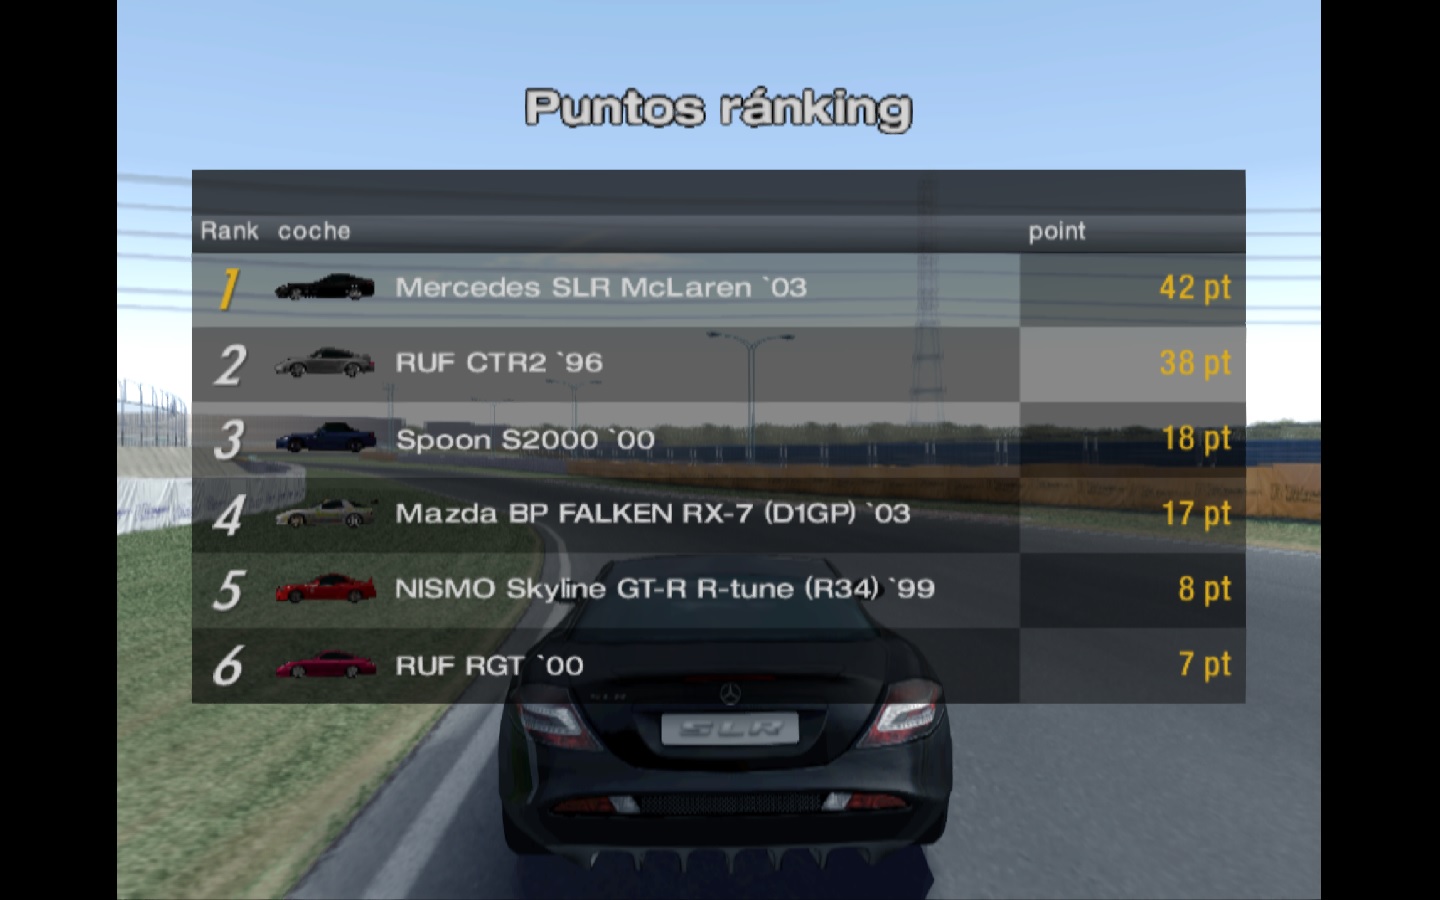 Puntos ránking
Rank coche point
1 Mercedes SLR McLaren `03 42 pt
2 RUF CTR2 `96 38 pt
3 Spoon S2000 `00 18 pt
4 Mazda BP FALKEN RX-7 (D1GP) `03 17 pt
5 NISMO Skyline GT-R R-tune (R34) `99 8 pt
6 RUF RGT `00 7 pt
SLR
SLR